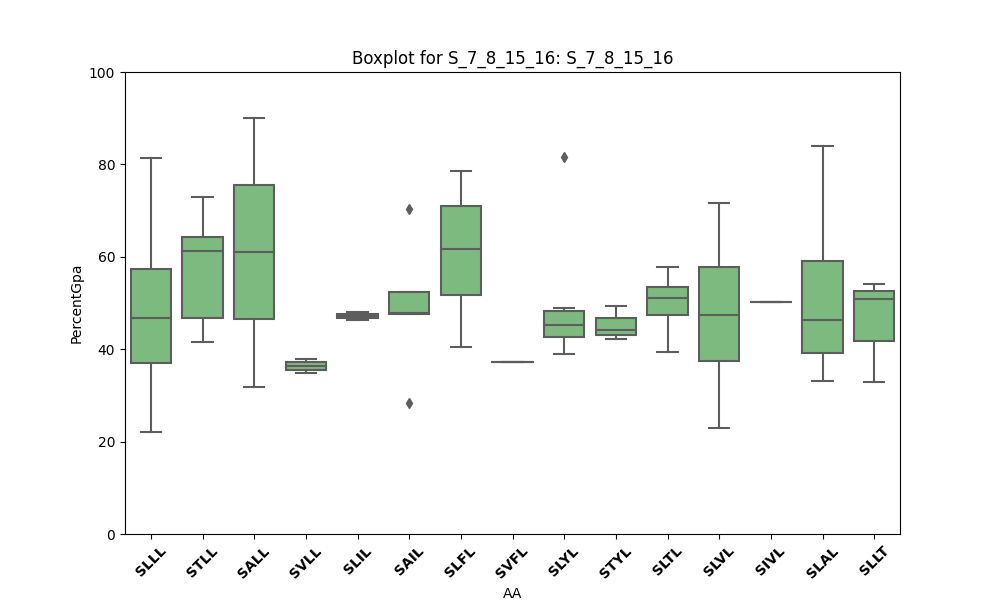 Boxplot for S_7_8_15_16: S_7_8_15_16
PercentGpa
100
80
60
40
20
0
SLLL STLL SALL SVLL SLIL SAIL SLFL SVFL SLYL STYL SLTL SLVL SIVL SLAL SLLT
AA